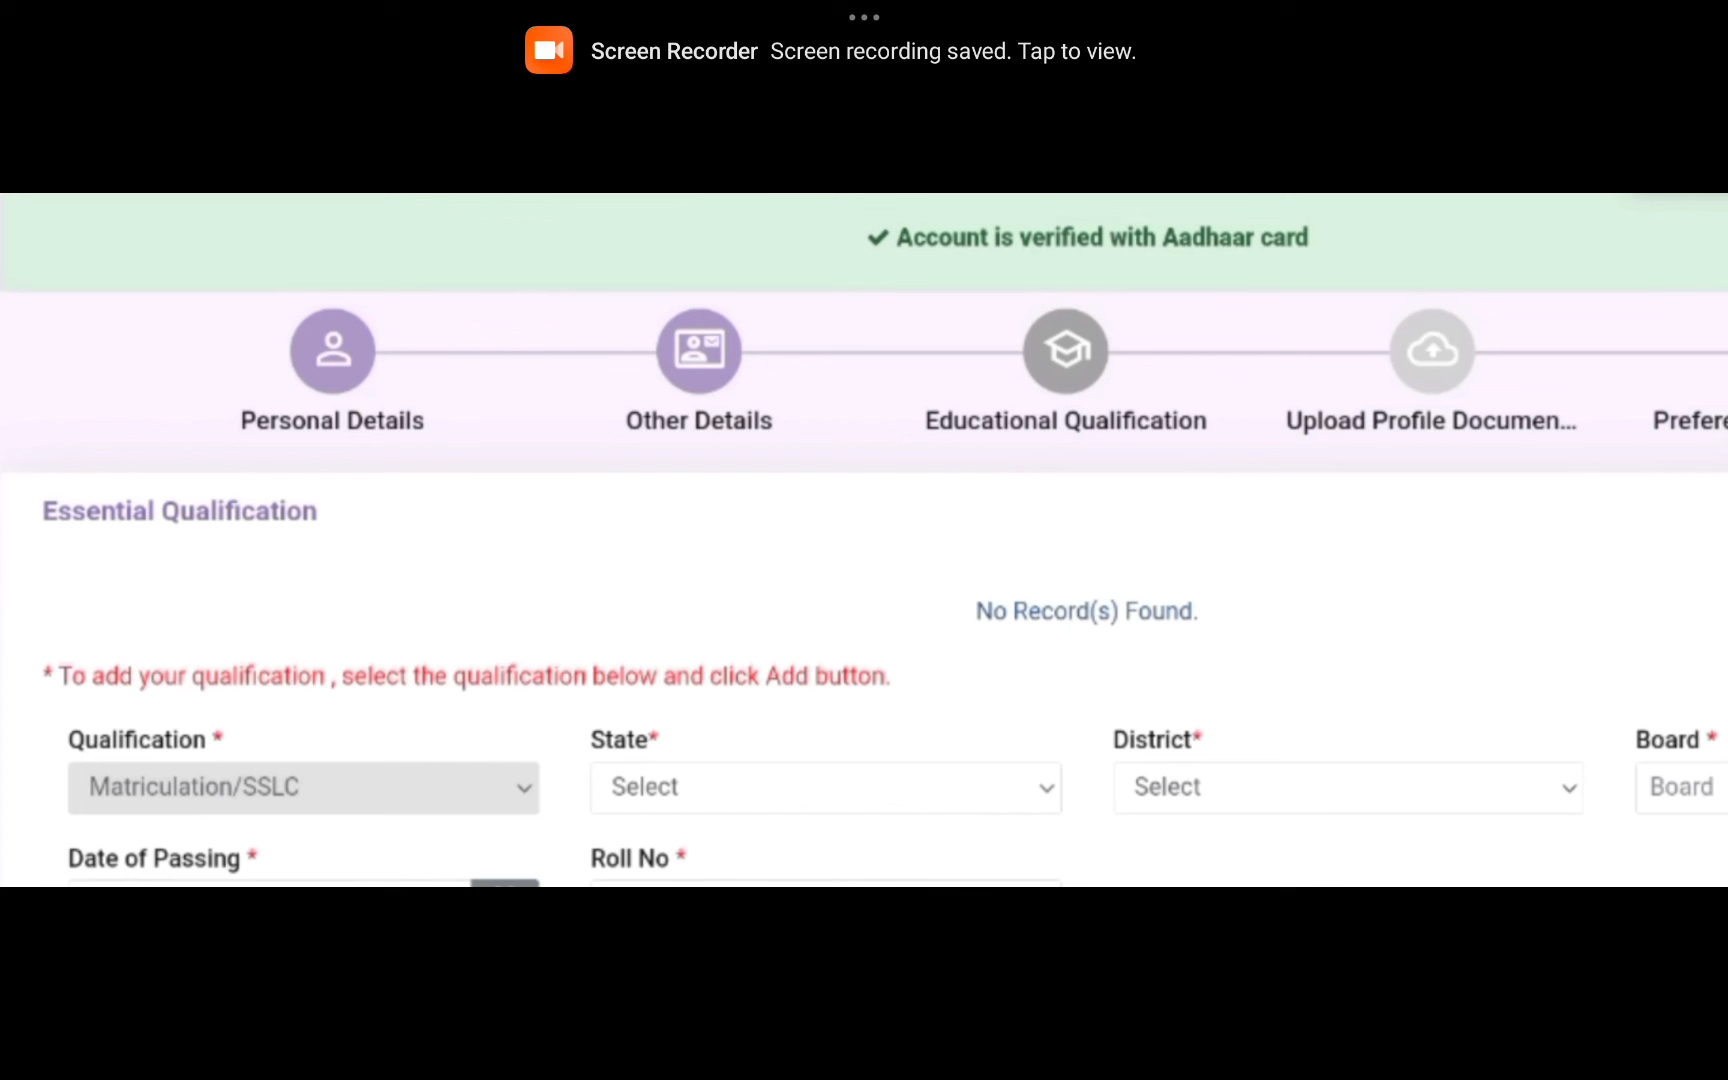 Screen Recorder Screen recording saved. Tap to view.
Account is verified with Aadhaar card
Personal Details
Other Details
Educational Qualification
Upload Profile Documen...
Prefere
Essential Qualification
No Record(s) Found.
* To add your qualification , select the qualification below and click Add button.
Qualification *
State*
District*
Board *
Matriculation/SSLC
Select
Select
Board
Date of Passing *
Roll No *